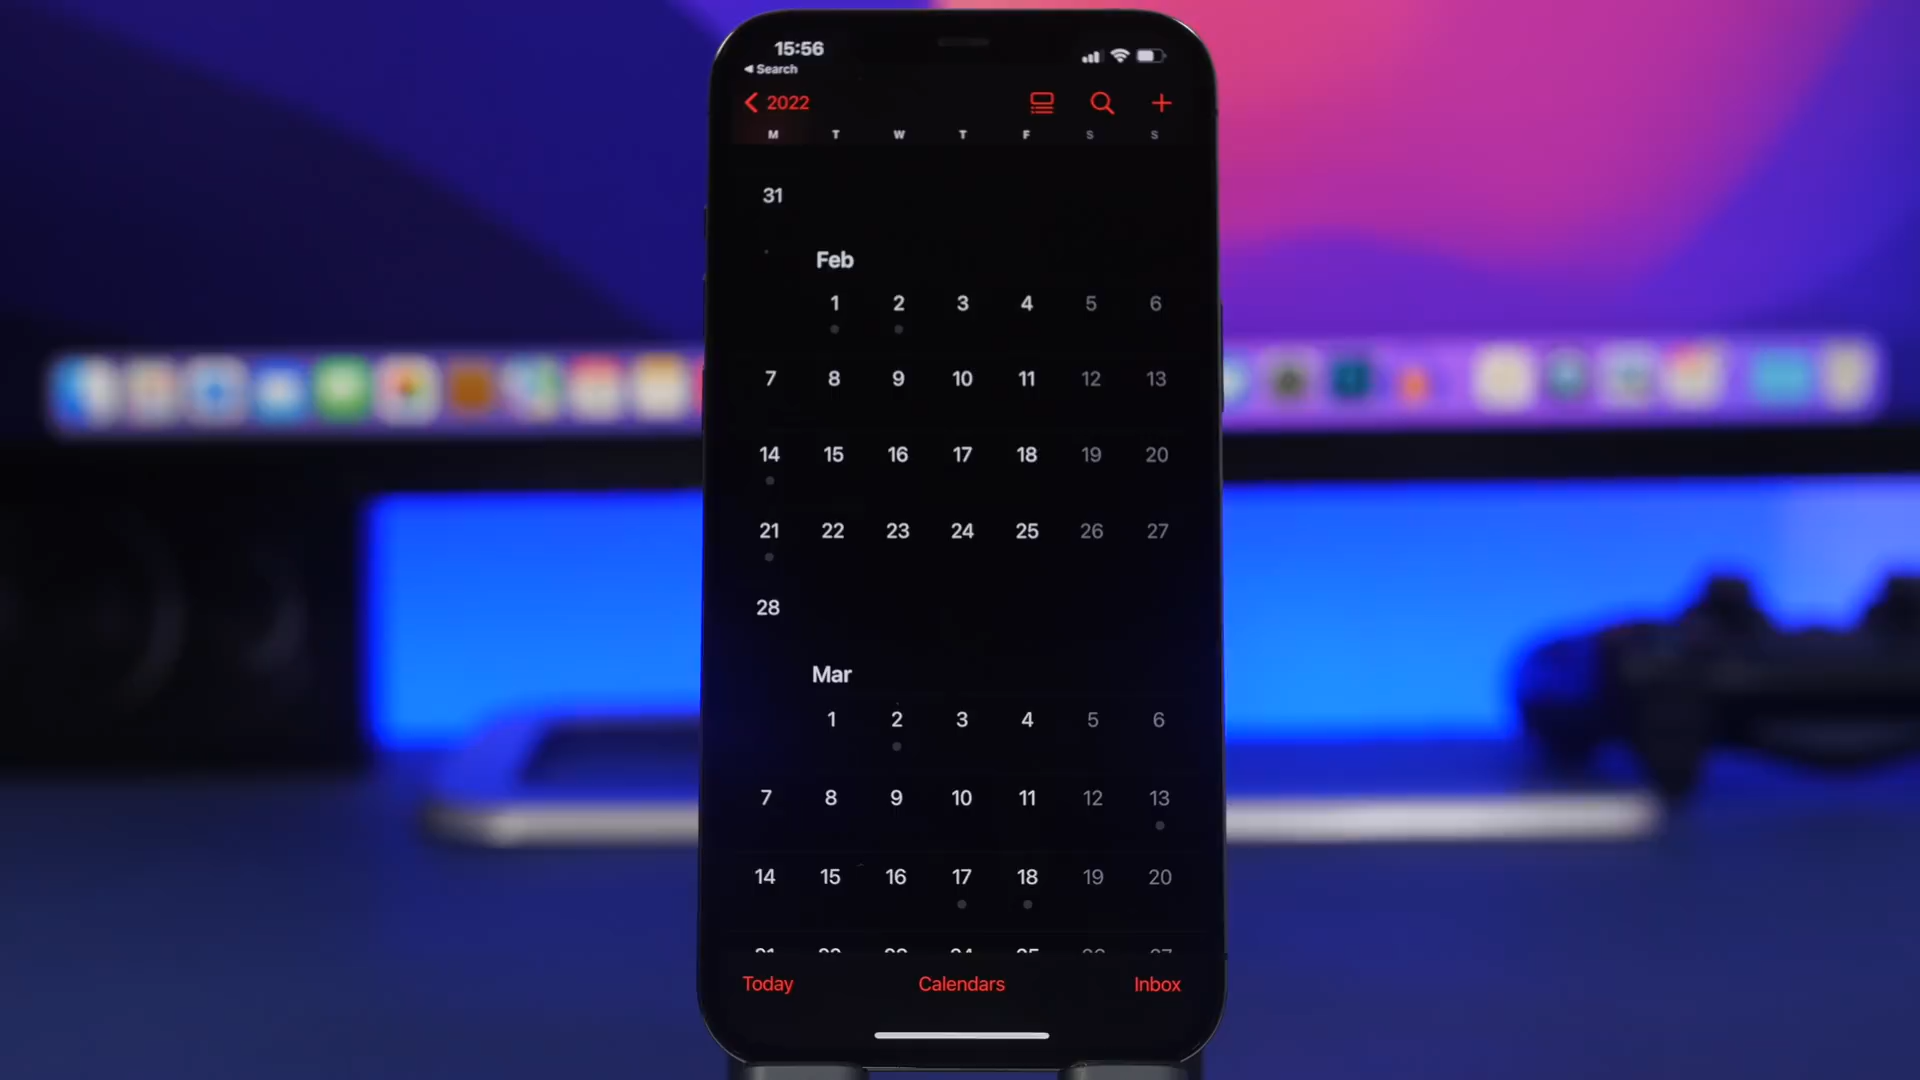 15:56
Search
2022
M T W T F S S
31
Feb
1 2 3 4 5 6
7 8 9 10 11 12 13
14 15 16 17 18 19 20
21 22 23 24 25 26 27
28
Mar
1 2 3 4 5 6
7 8 9 10 11 12 13
14 15 16 17 18 19 20
Today Calendars Inbox